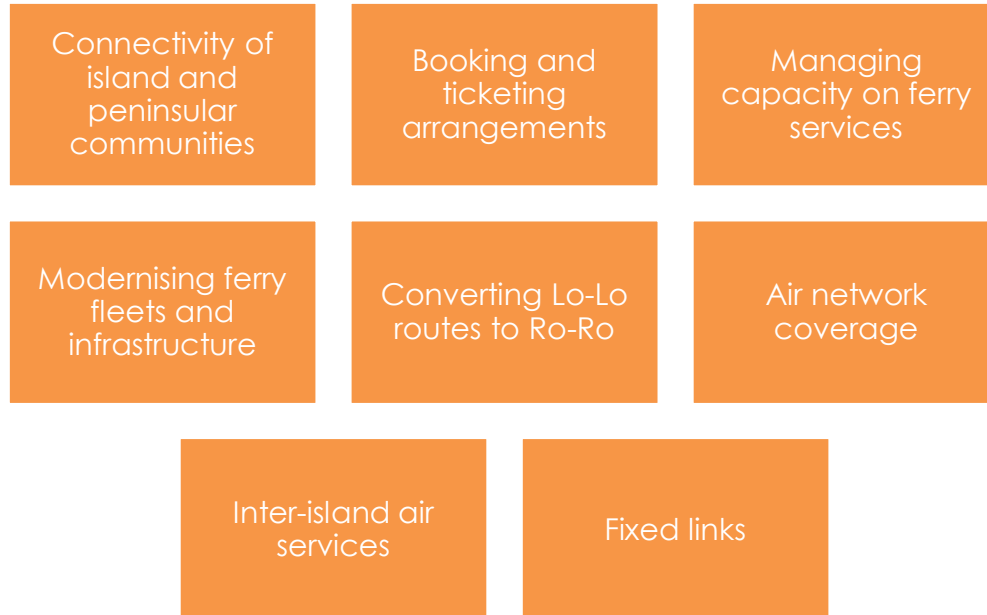 Connectivity of
island and
peninsular
communities
Booking and
ticketing
arrangements
Managing
capacity on ferry
services
Modernising ferry
fleets and
infrastructure
Converting Lo-Lo
routes to Ro-Ro
Air network
coverage
Inter-island air
services
Fixed links